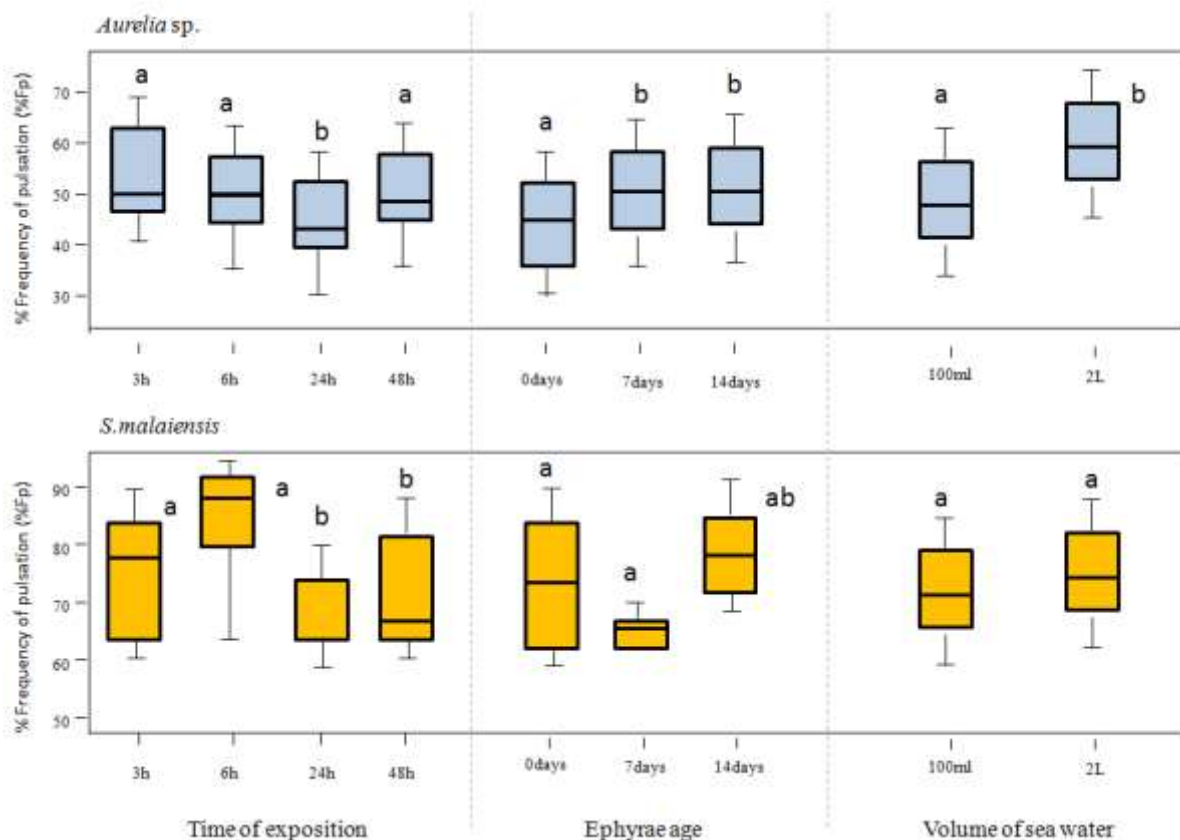 Aurelia sp.
% Frequency of pulsation (%Fp)
70
60
50
40
30
a
a
b
a
a
b
b
a
b
3h
6h
24h
48h
0days
7days
14days
100ml
2L
S.malaiensis
% Frequency of pulsation (%Fp)
90
80
70
60
50
a
a
b
b
a
a
ab
a
a
3h
6h
24h
48h
0days
7days
14days
100ml
2L
Time of exposition
Ephyrae age
Volume of sea water